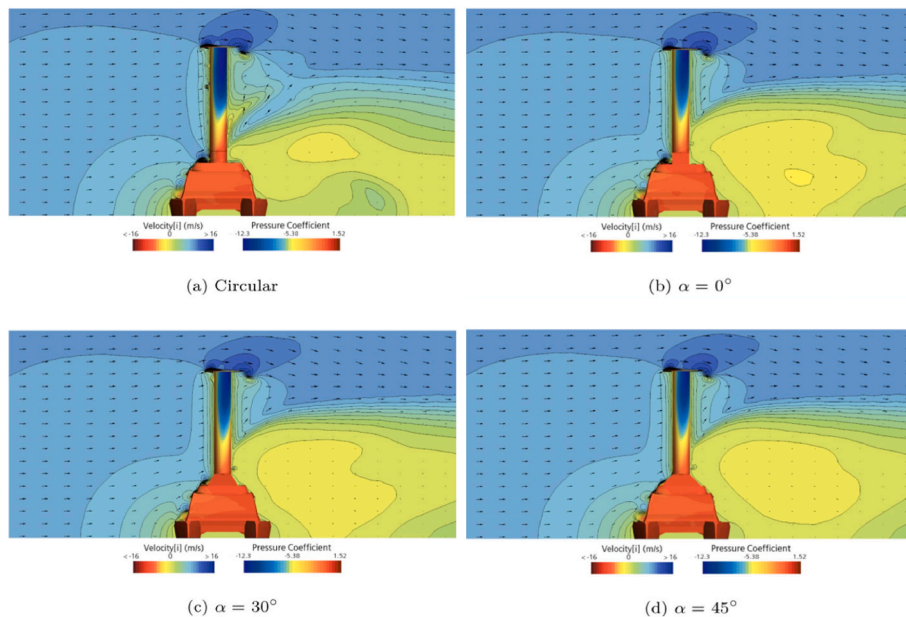 Velocity[i] (m/s) Pressure Coefficient
<-16 0 > 16 -12.3 -5.38 1.52
(a) Circular
Velocity[i] (m/s) Pressure Coefficient
<-16 0 > 16 -12.3 -5.38 1.52
(b) α = 0°
Velocity[i] (m/s) Pressure Coefficient
<-16 0 > 16 -12.3 -5.38 1.52
(c) α = 30°
Velocity[i] (m/s) Pressure Coefficient
<-16 0 > 16 -12.3 -5.38 1.52
(d) α = 45°